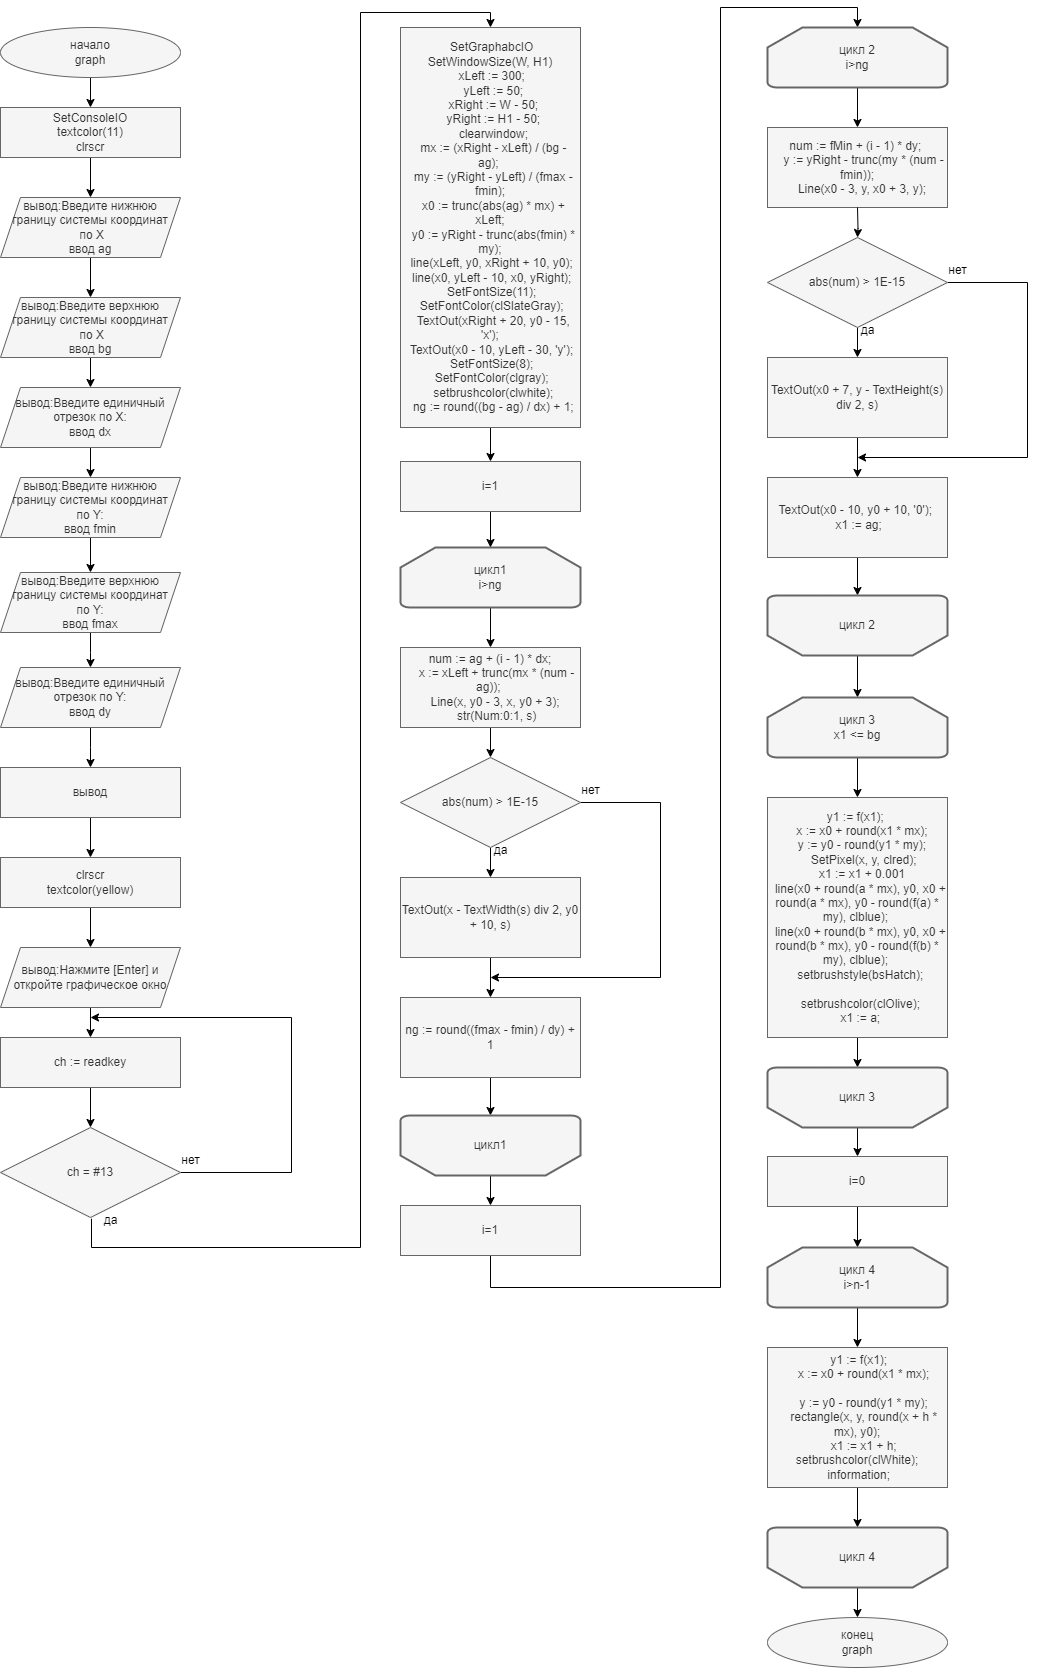 начало
graph
SetConsoleIO
textcolor(11)
clrscr
вывод:Введите нижнюю
границу системы координат
по X
ввод ag
вывод:Введите верхнюю
границу системы координат
по X
ввод bg
вывод:Введите единичный
отрезок по X:
ввод dx
вывод:Введите нижнюю
границу системы координат
по Y:
ввод fmin
вывод:Введите верхнюю
границу системы координат
по Y:
ввод fmax
вывод:Введите единичный
отрезок по Y:
ввод dy
вывод
clrscr
textcolor(yellow)
вывод:Нажмите [Enter] и
откройте графическое окно
ch := readkey
ch = #13
нет
да
SetGraphabcIO
SetWindowSize(W, H1)
xLeft := 300;
yLeft := 50;
xRight := W - 50;
yRight := H1 - 50;
clearwindow;
mx := (xRight - xLeft) / (bg -
ag);
my := (yRight - yLeft) / (fmax -
fmin);
x0 := trunc(abs(ag) * mx) +
xLeft;
y0 := yRight - trunc(abs(fmin) *
my);
line(xLeft, y0, xRight + 10, y0);
line(x0, yLeft - 10, x0, yRight);
SetFontSize(11);
SetFontColor(clSlateGray);
TextOut(xRight + 20, y0 - 15,
'x');
TextOut(x0 - 10, yLeft - 30, 'y');
SetFontSize(8);
SetFontColor(clgray);
setbrushcolor(clwhite);
ng := round((bg - ag) / dx) + 1;
i=1
цикл1
i>ng
num := ag + (i - 1) * dx;
x := xLeft + trunc(mx * (num -
ag));
Line(x, y0 - 3, x, y0 + 3);
str(Num:0:1, s)
abs(num) > 1E-15
нет
да
TextOut(x - TextWidth(s) div 2, y0
+ 10, s)
ng := round((fmax - fmin) / dy) +
1
цикл1
i=1
цикл 2
i>ng
num := fMin + (i - 1) * dy;
y := yRight - trunc(my * (num -
fmin));
Line(x0 - 3, y, x0 + 3, y);
abs(num) > 1E-15
нет
да
TextOut(x0 + 7, y - TextHeight(s)
div 2, s)
TextOut(x0 - 10, y0 + 10, '0');
x1 := ag;
цикл 2
цикл 3
x1 <= bg
y1 := f(x1);
x := x0 + round(x1 * mx);
y := y0 - round(y1 * my);
SetPixel(x, y, clred);
x1 := x1 + 0.001
line(x0 + round(a * mx), y0, x0 +
round(a * mx), y0 - round(f(a) *
my), clblue);
line(x0 + round(b * mx), y0, x0 +
round(b * mx), y0 - round(f(b) *
my), clblue);
setbrushstyle(bsHatch);
setbrushcolor(clOlive);
x1 := a;
цикл 3
i=0
цикл 4
i>n-1
y1 := f(x1);
x := x0 + round(x1 * mx);
y := y0 - round(y1 * my);
rectangle(x, y, round(x + h *
mx), y0);
x1 := x1 + h;
setbrushcolor(clWhite);
information;
цикл 4
конец
graph